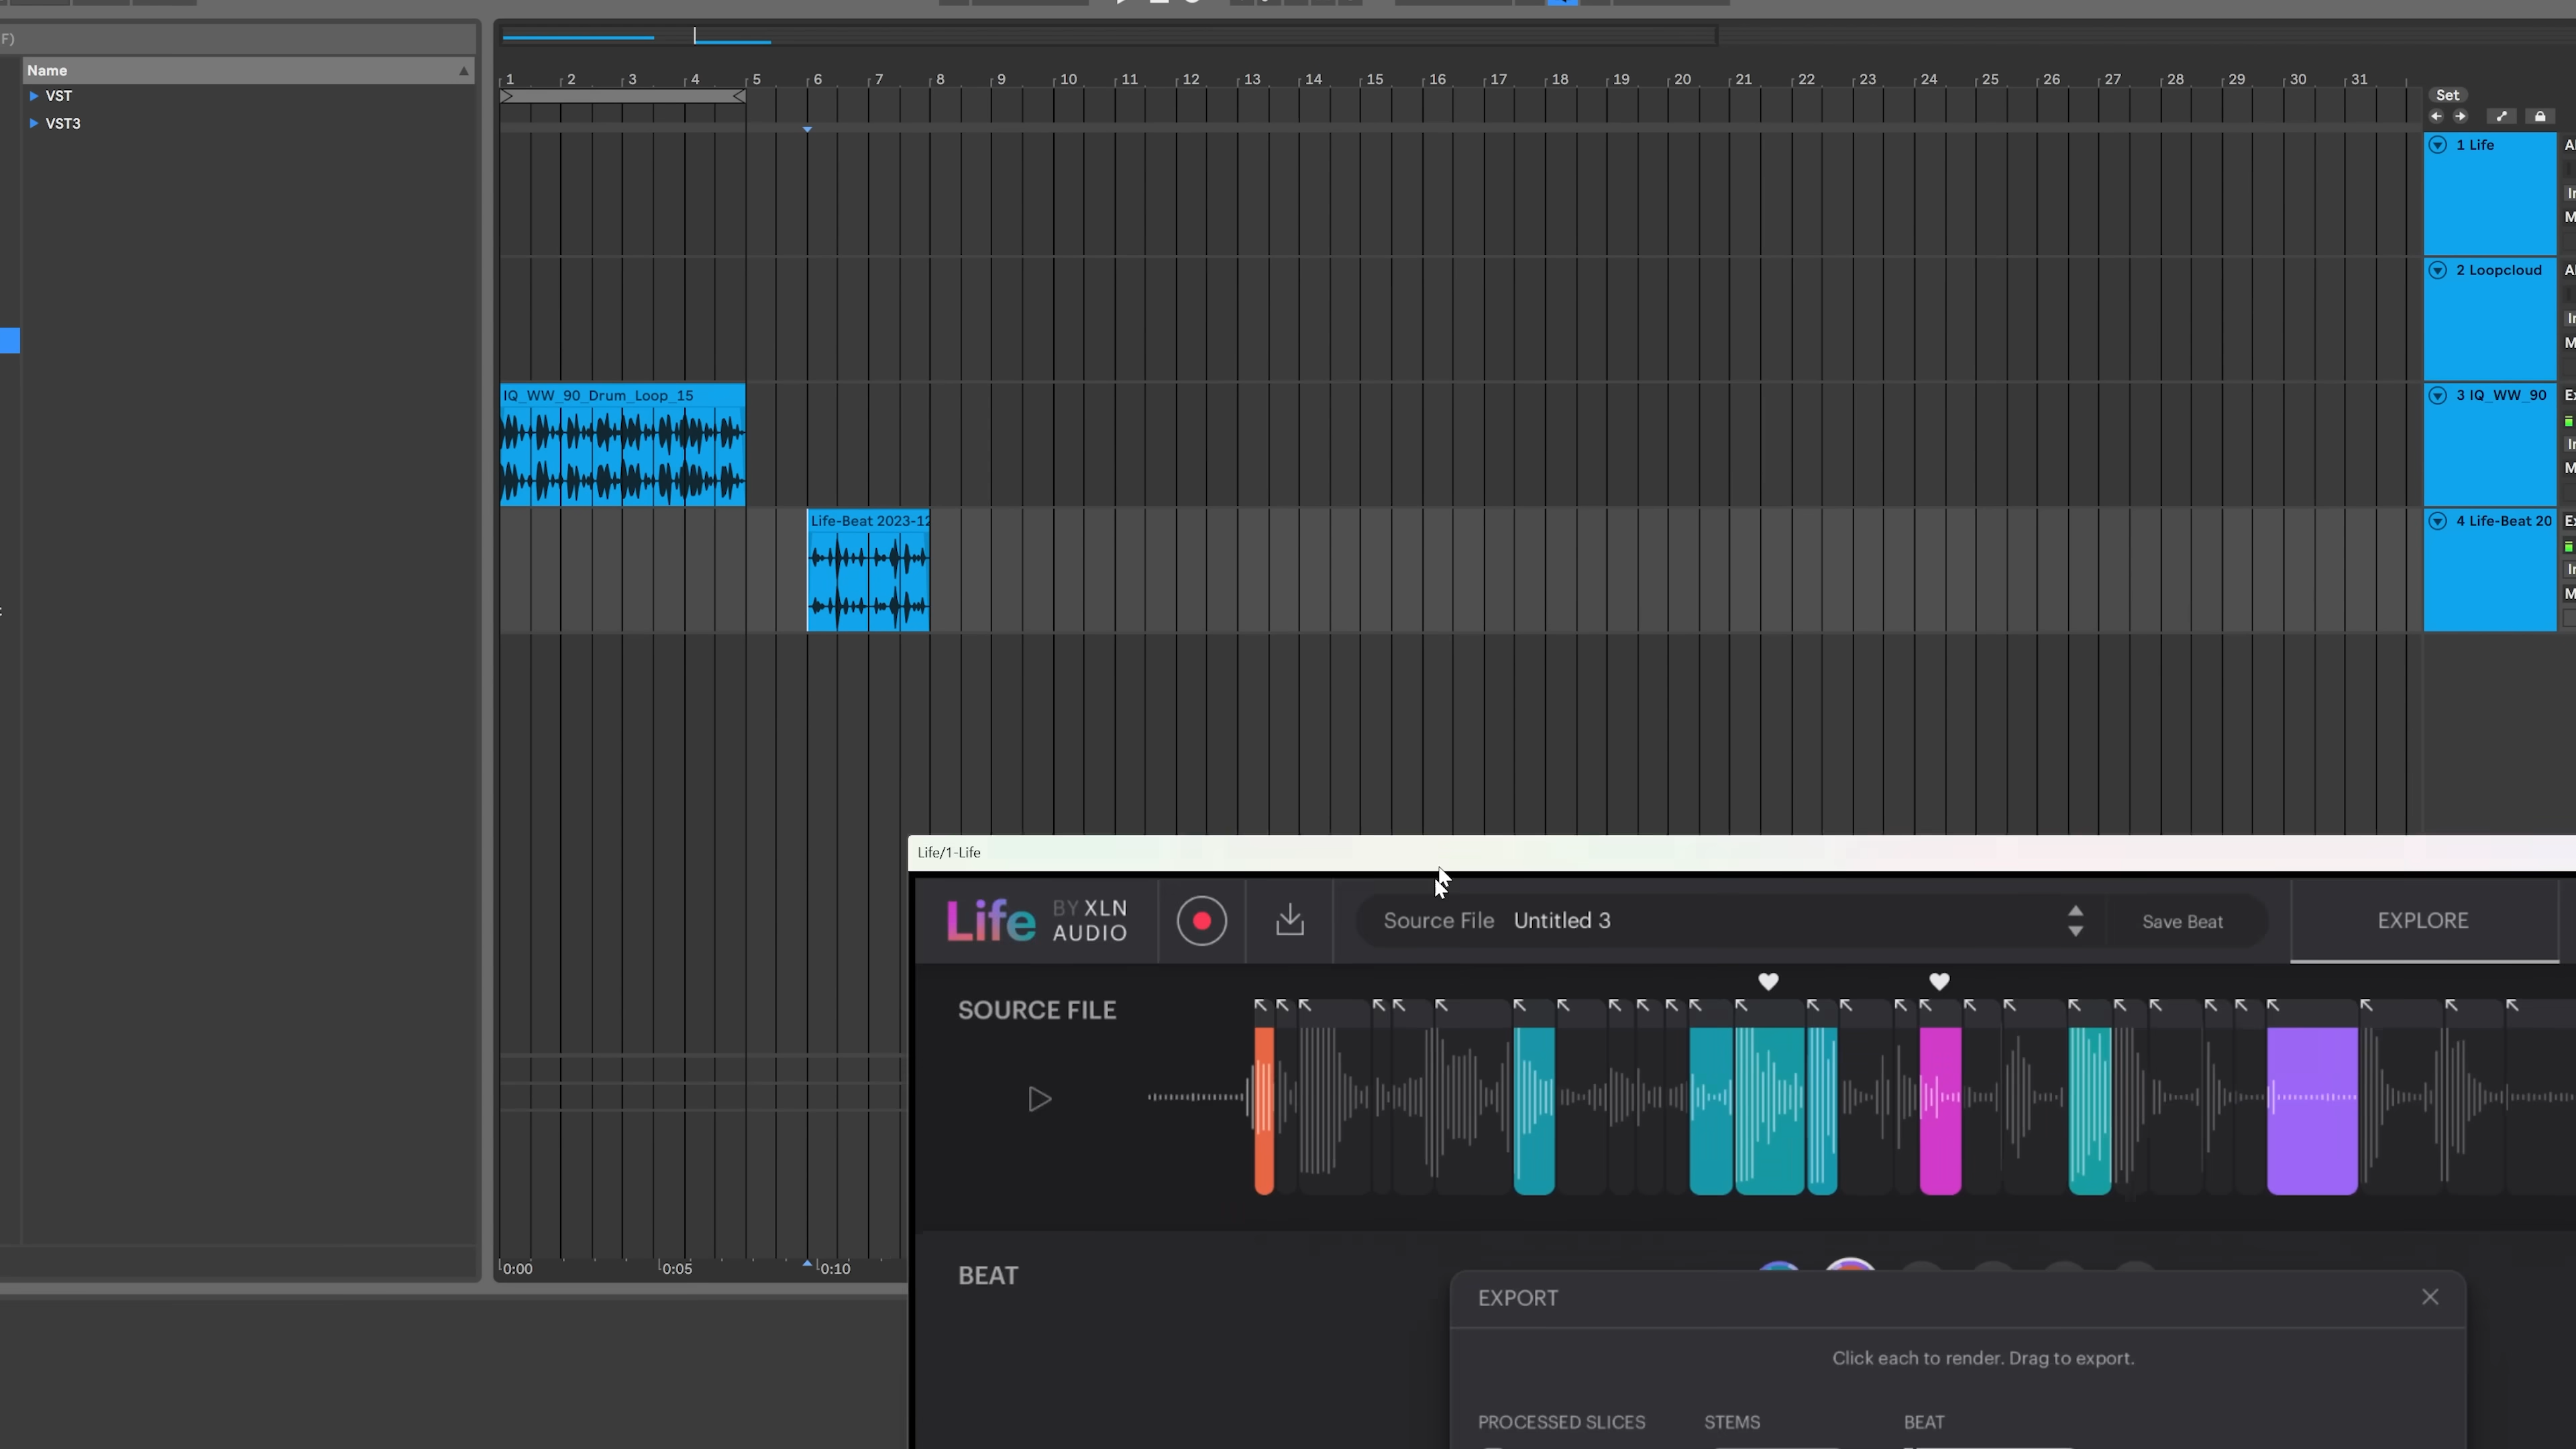 F)
Name
VST
VST3
1 2 3 4 5 6 7 8 9 10 11 12 13 14 15 16 17 18 19 20 21 22 23 24 25 26 27 28 29 30 31
Set
1 Life
2 Loopcloud
IQ_WW_90_Drum_Loop_15
3 IQ_WW_90
Life-Beat 2023-12
4 Life-Beat 20
Life/1-Life
Life BY XLN AUDIO
Source File Untitled 3
Save Beat
EXPLORE
SOURCE FILE
0:00 0:05 0:10
BEAT
EXPORT
Click each to render. Drag to export.
PROCESSED SLICES STEMS BEAT